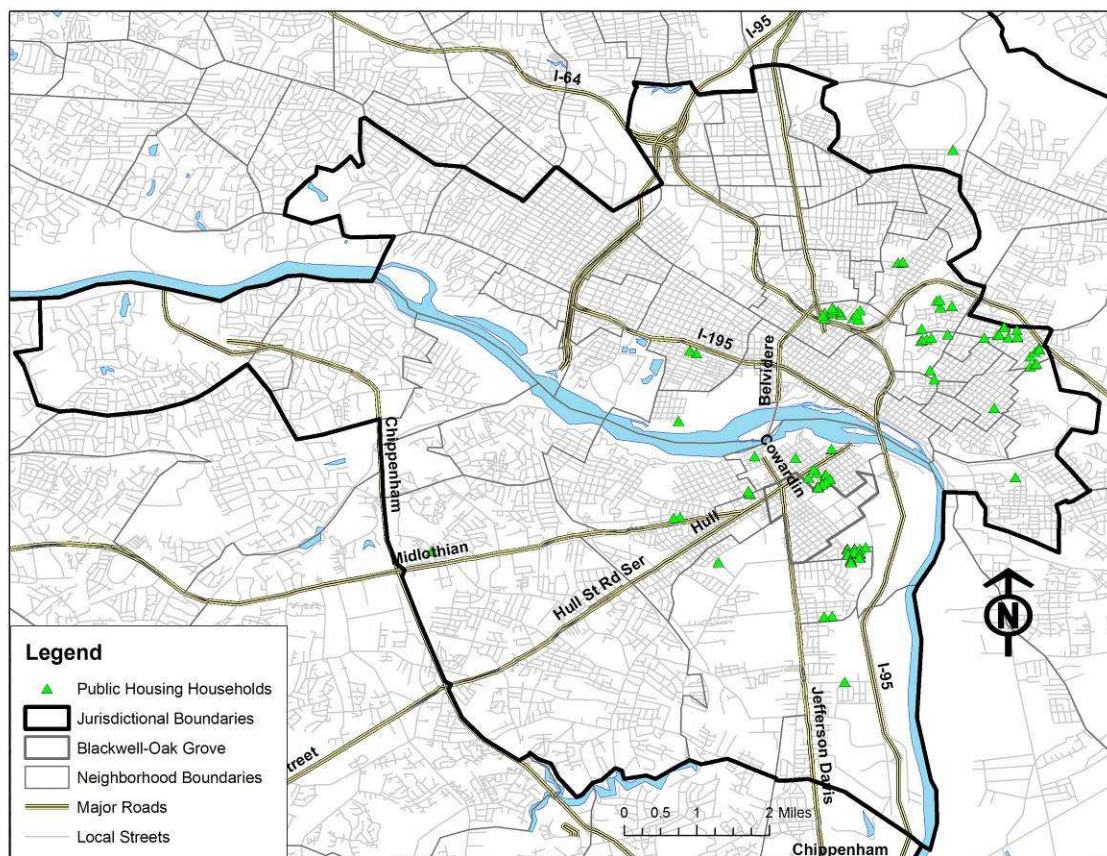 I-95
I-64
I-195
Belvidere
Cowardin
Chippenham
Midlothian
Hull
Hull St Rd Ser
N
I-95
Jefferson Davis
treet
Chippenham
0 0.5 1 2 Miles
Legend
Public Housing Households
Jurisdictional Boundaries
Blackwell-Oak Grove
Neighborhood Boundaries
Major Roads
Local Streets